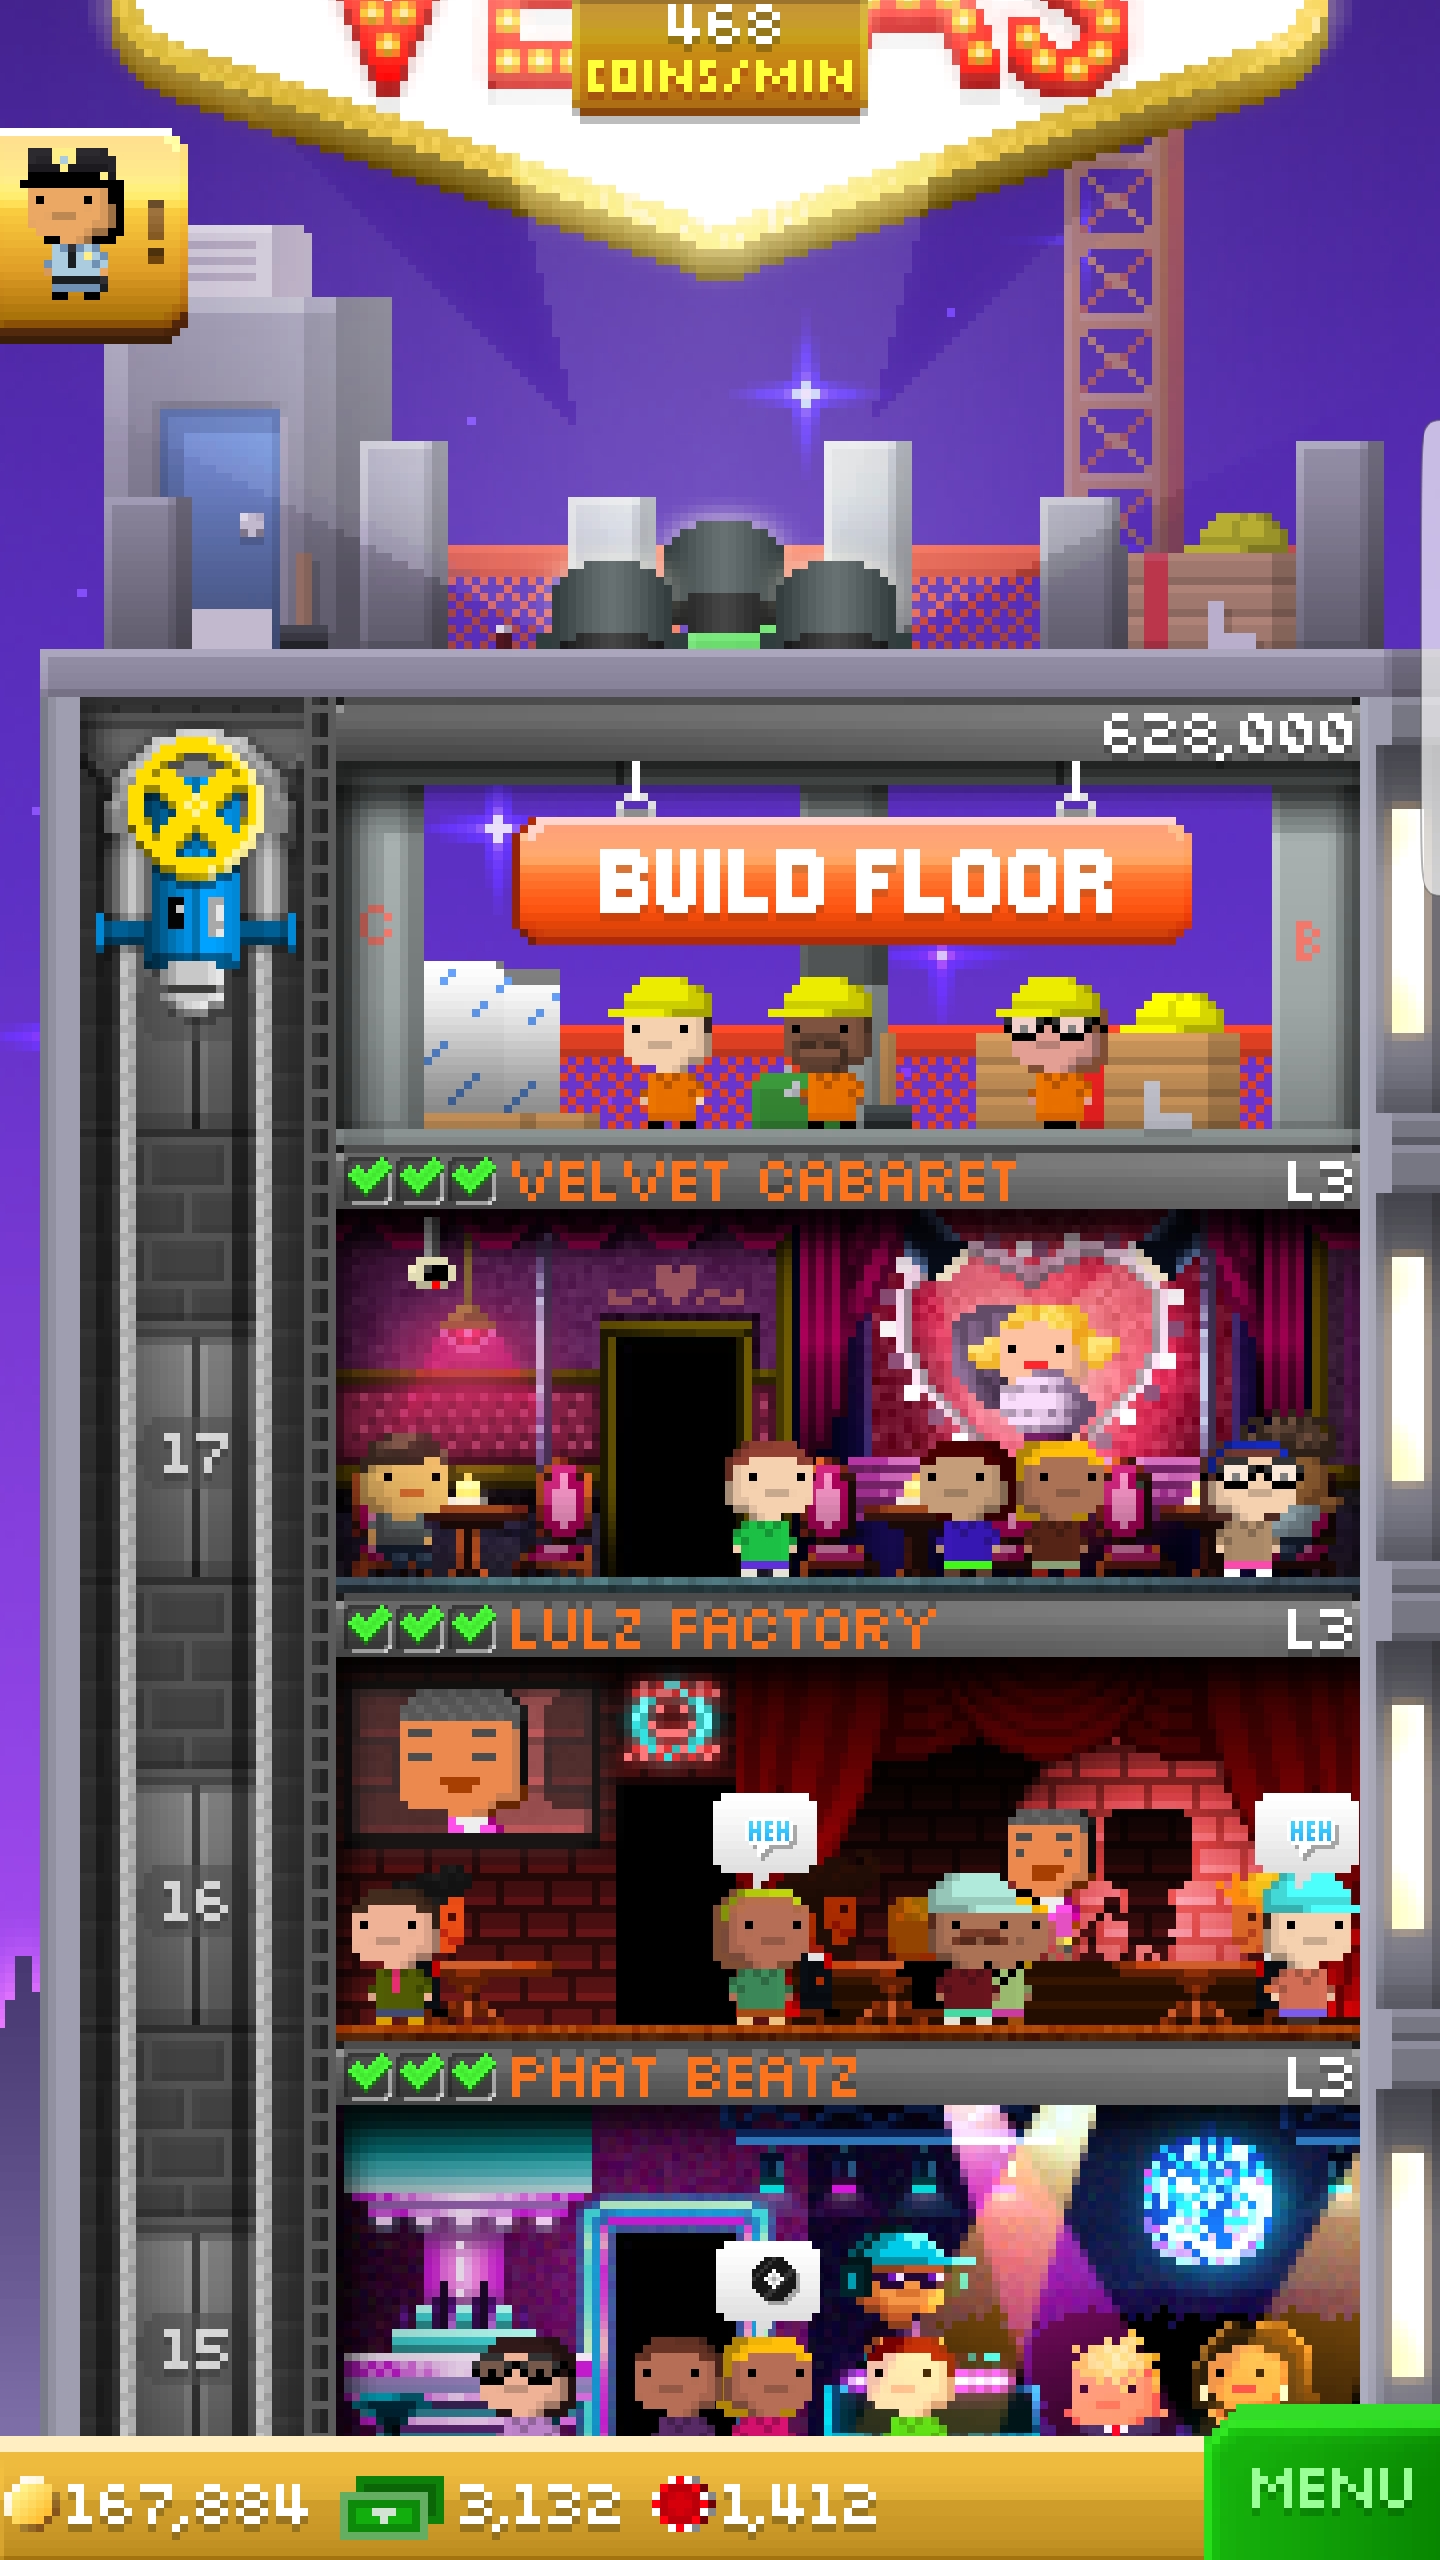 VEGAS
468
COINS/MIN
!
628,000
BUILD FLOOR
C
B
VELVET CABARET L3
17
LULZ FACTORY L3
HEH
HEH
16
PHAT BEATZ L3
15
167,884 3,132 1,412
MENU